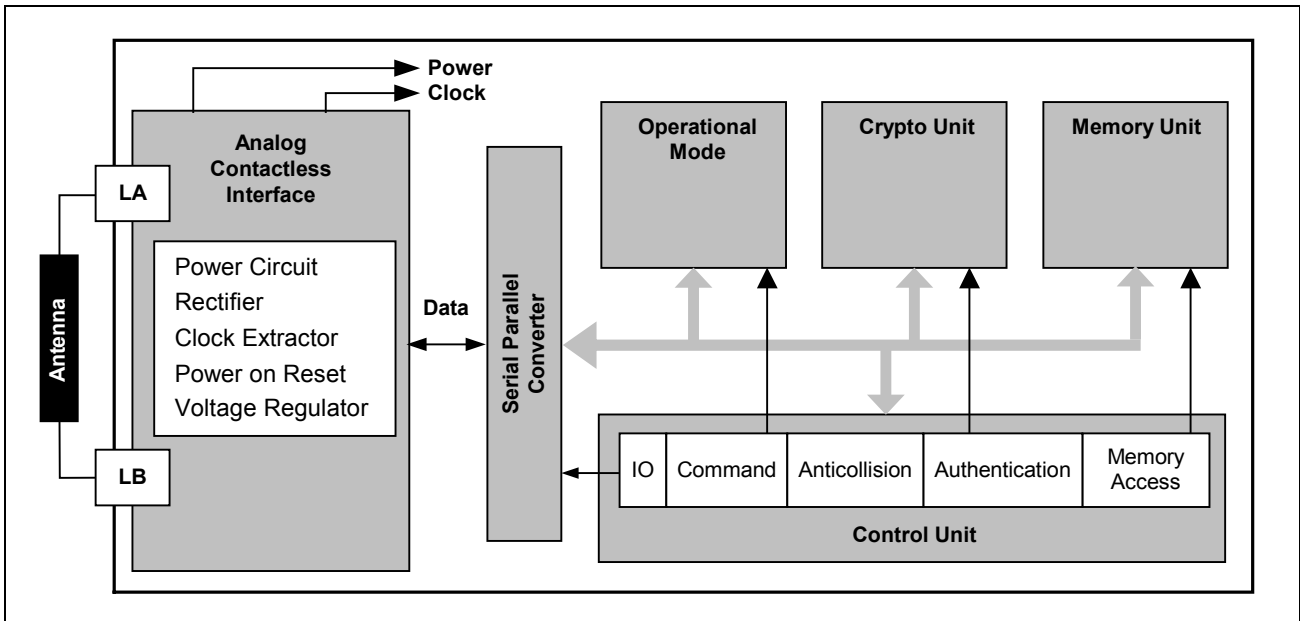 Power
Clock
Analog
Contactless
Interface
LA
LB
Antenna
Power Circuit
Rectifier
Clock Extractor
Power on Reset
Voltage Regulator
Data
Serial Parallel
Converter
Operational
Mode
Crypto Unit
Memory Unit
IO
Command
Anticollision
Authentication
Memory
Access
Control Unit